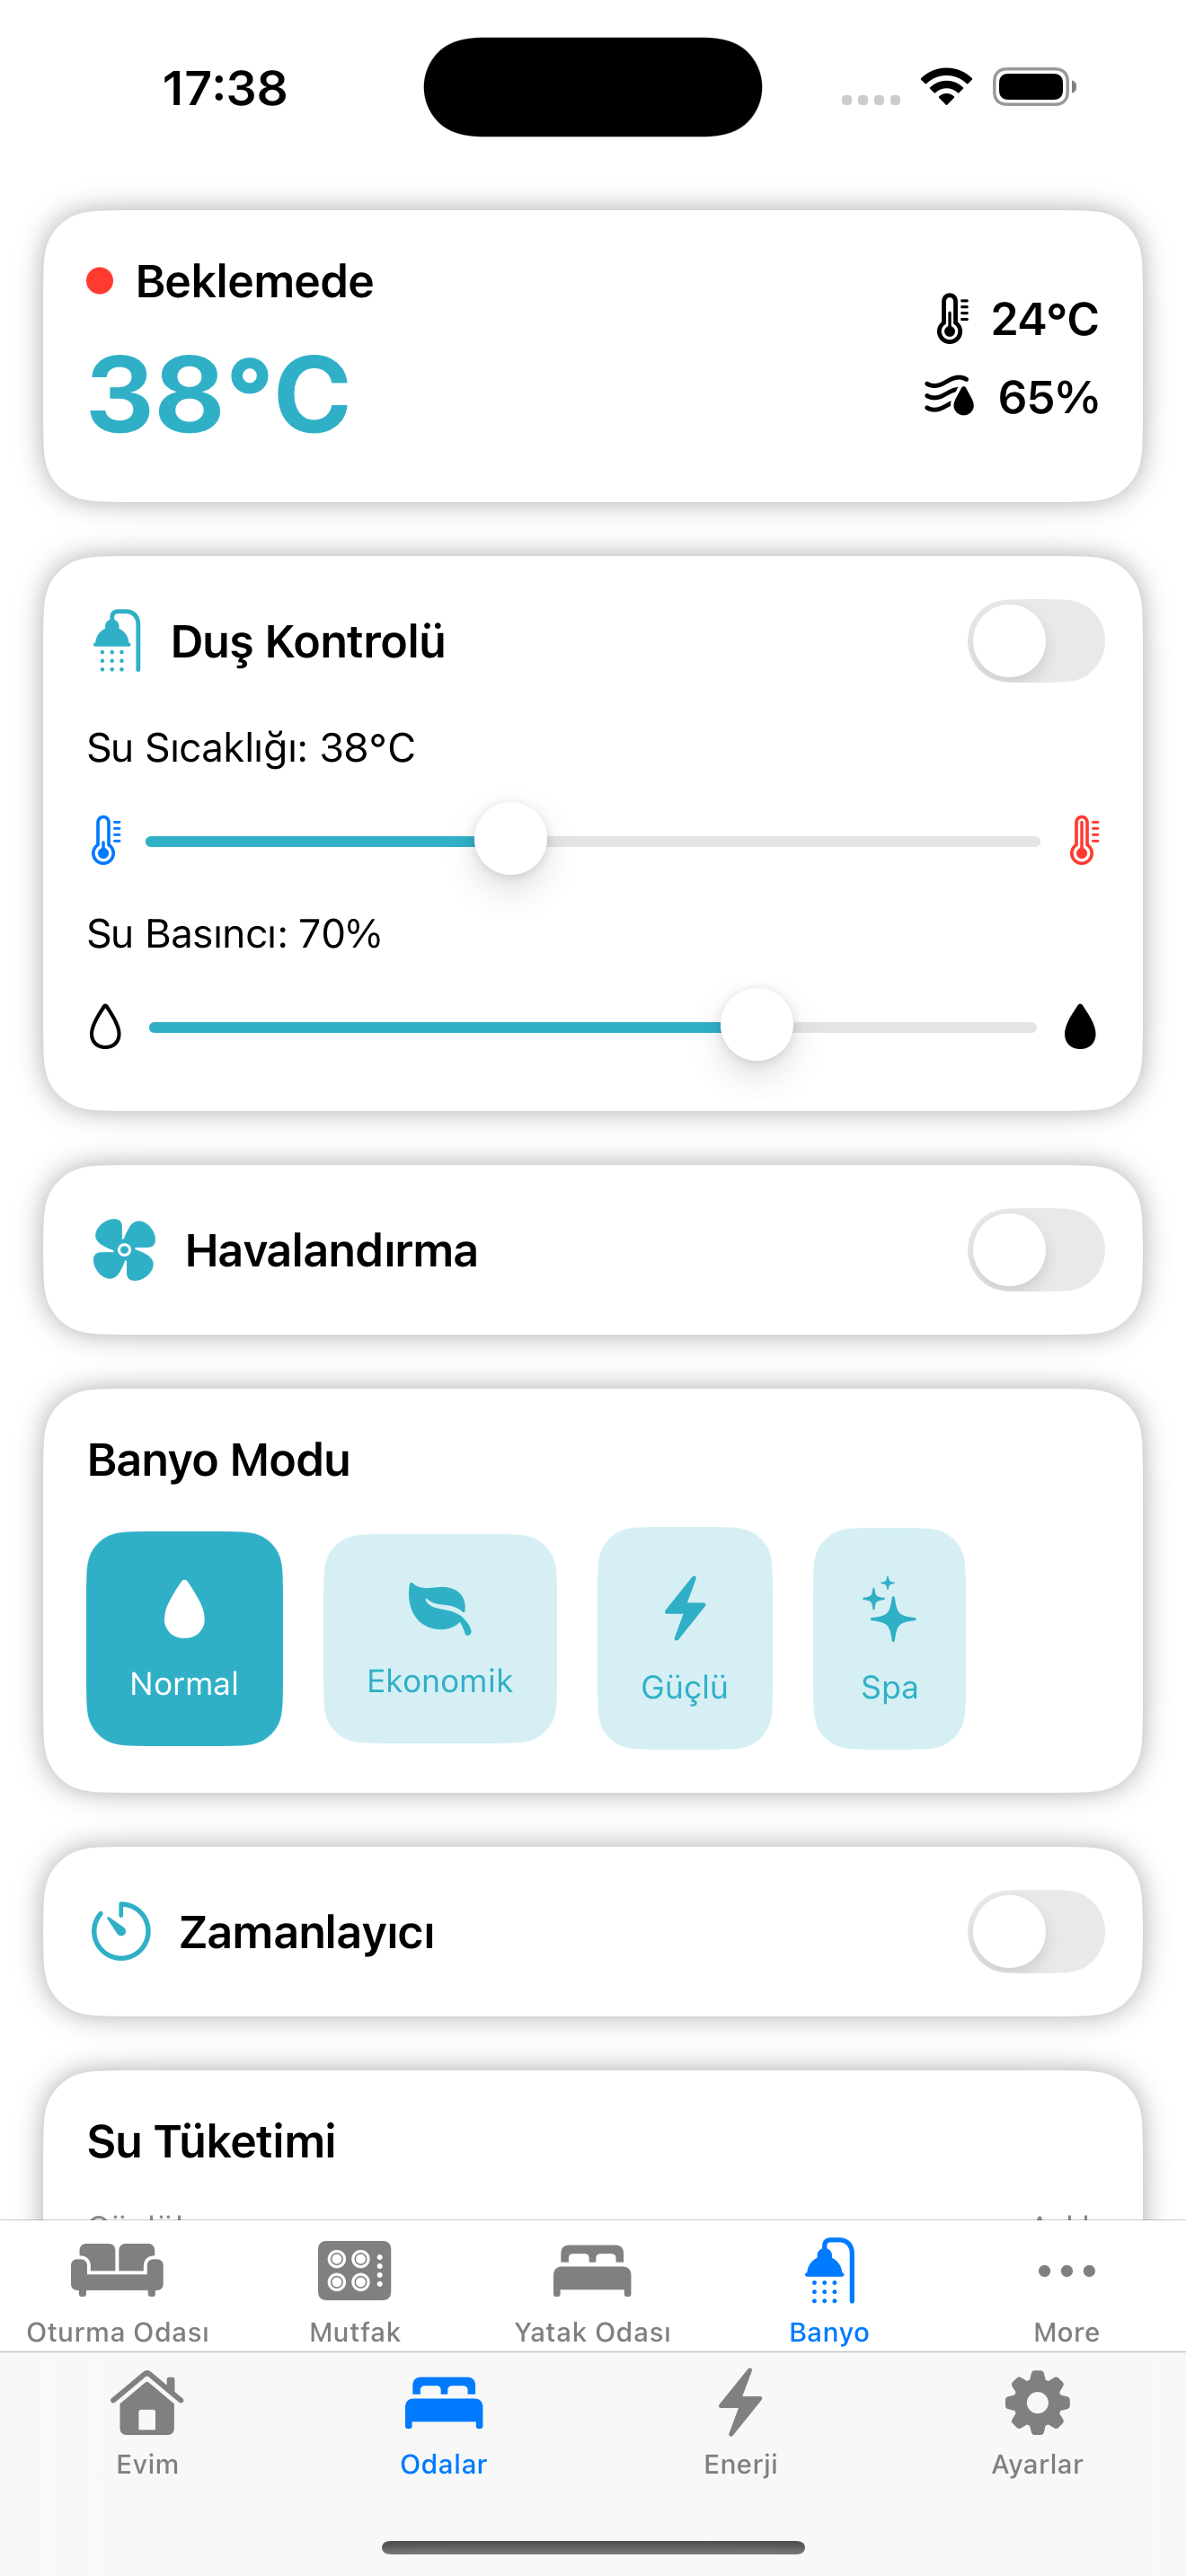 17:38
Beklemede
38°C
24°C
65%
Duş Kontrolü
Su Sıcaklığı: 38°C
Su Basıncı: 70%
Havalandırma
Banyo Modu
Normal
Ekonomik
Güçlü
Spa
Zamanlayıcı
Su Tüketimi
Oturma Odası
Mutfak
Yatak Odası
Banyo
More
Evim
Odalar
Enerji
Ayarlar